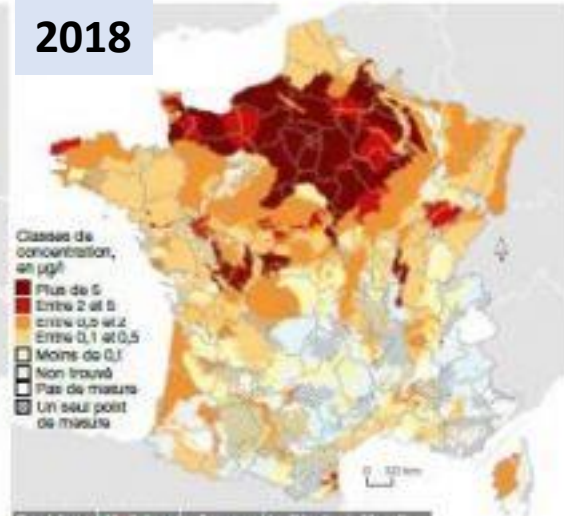 2018
Classes de
concentration,
en µg/l
Plus de 5
Entre 2 et 5
Entre 0,5 et 2
Entre 0,1 et 0,5
Moins de 0,1
Non trouvé
Pas de mesure
Un seul point
de mesure